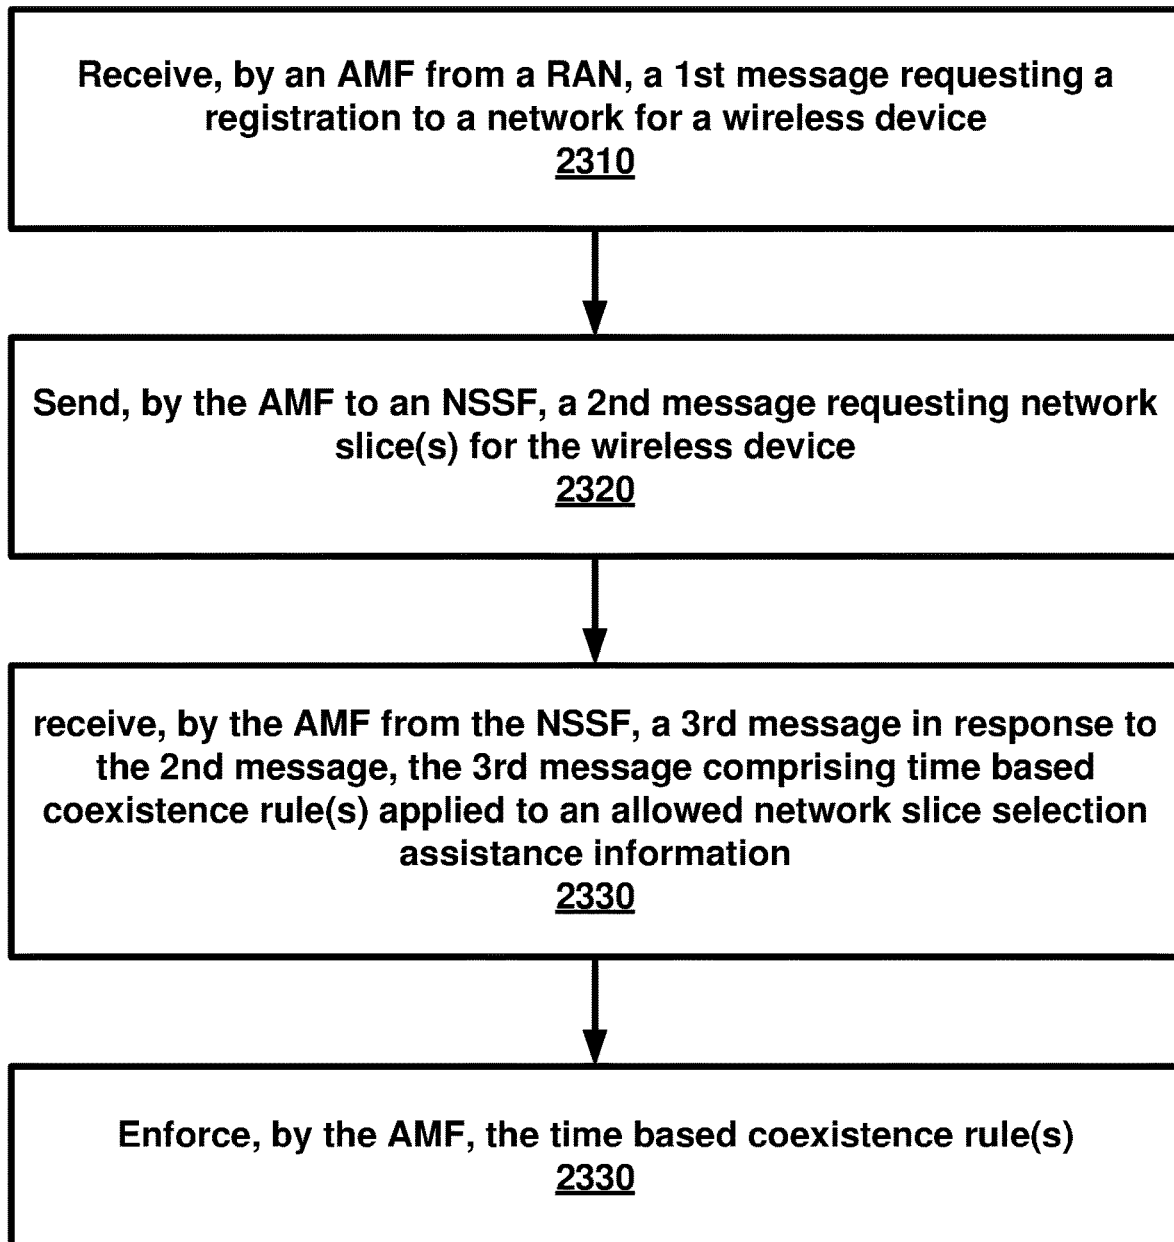 Receive, by an AMF from a RAN, a 1st message requesting a
registration to a network for a wireless device
2310
Send, by the AMF to an NSSF, a 2nd message requesting network
slice(s) for the wireless device
2320
receive, by the AMF from the NSSF, a 3rd message in response to
the 2nd message, the 3rd message comprising time based
coexistence rule(s) applied to an allowed network slice selection
assistance information
2330
Enforce, by the AMF, the time based coexistence rule(s)
2330